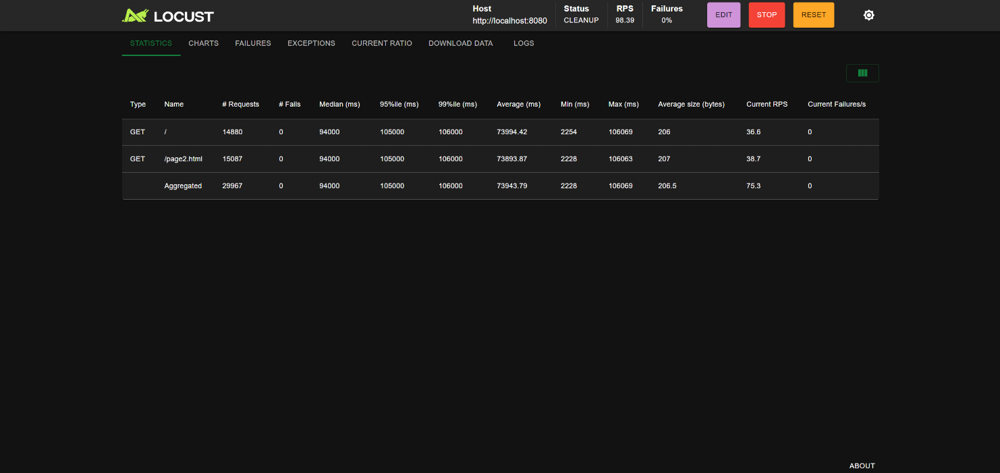 LOCUST
Host
http://localhost:8080
Status
CLEANUP
RPS
98.39
Failures
0%
EDIT
STOP
RESET
STATISTICS CHARTS FAILURES EXCEPTIONS CURRENT RATIO DOWNLOAD DATA LOGS
Type Name # Requests # Fails Median (ms) 95%ile (ms) 99%ile (ms) Average (ms) Min (ms) Max (ms) Average size (bytes) Current RPS Current Failures/s
GET / 14880 0 94000 105000 106000 73994.42 2254 106069 206 36.6 0
GET /page2.html 15087 0 94000 105000 106000 73893.87 2228 106063 207 38.7 0
Aggregated 29967 0 94000 105000 106000 73943.79 2228 106069 206.5 75.3 0
ABOUT